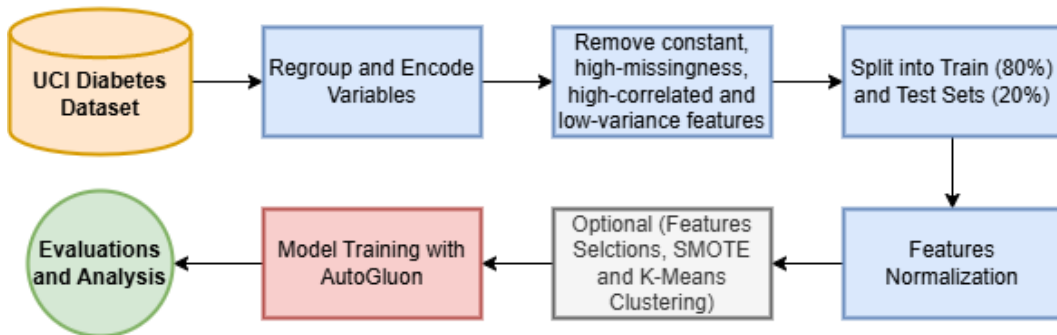 UCI Diabetes
Dataset
Regroup and Encode
Variables
Remove constant,
high-missingness,
high-correlated and
low-variance features
Split into Train (80%)
and Test Sets (20%)
Evaluations
and Analysis
Model Training with
AutoGluon
Optional (Features
Selctions, SMOTE
and K-Means
Clustering)
Features
Normalization